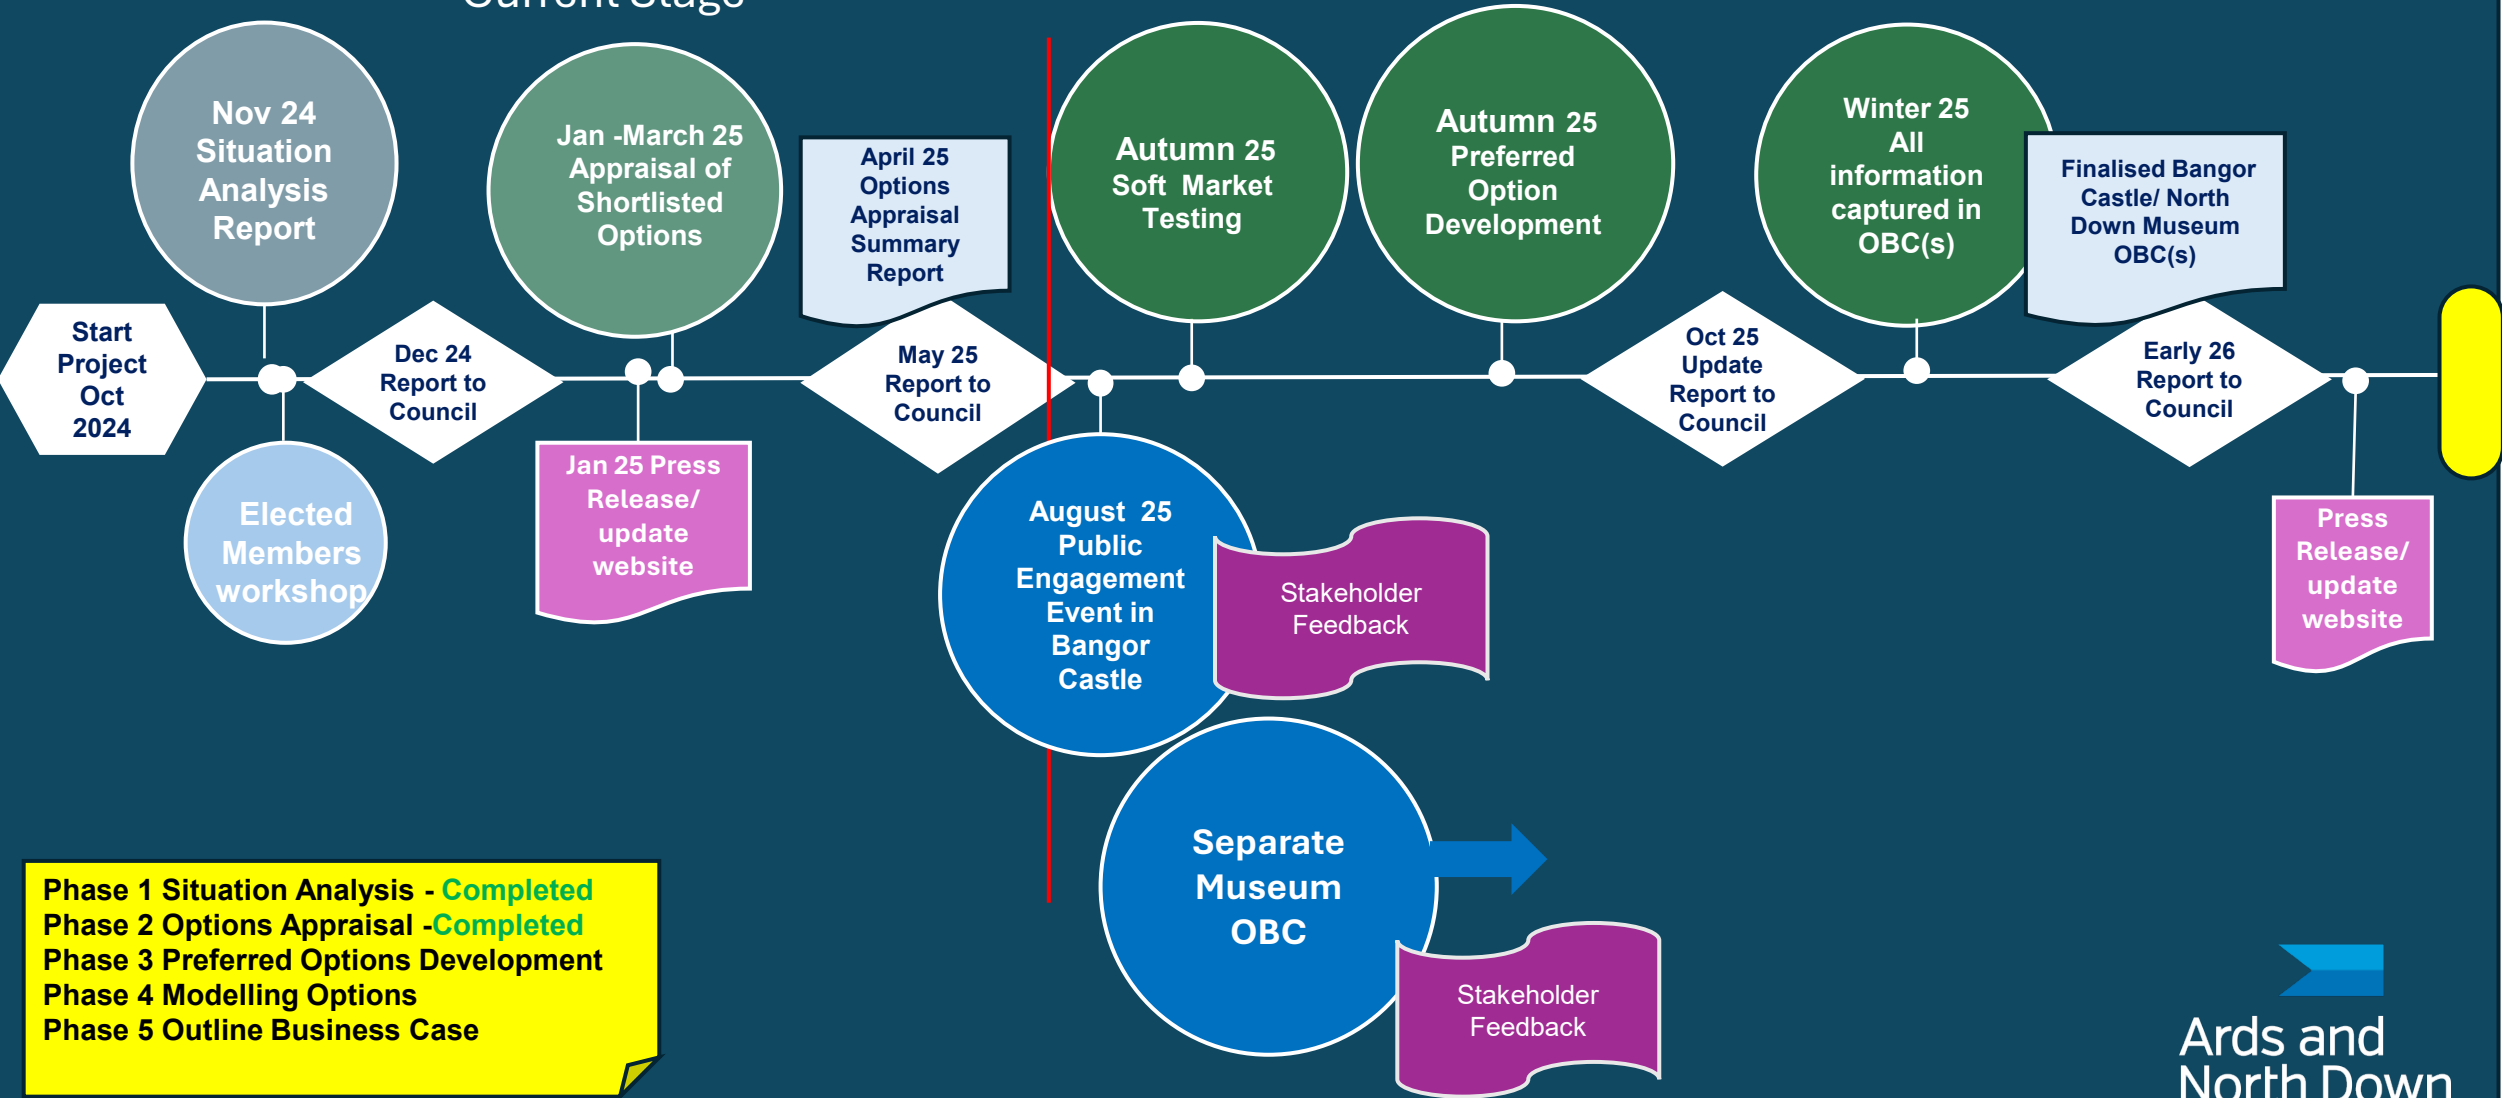 Current Stage
Nov 24
Situation
Analysis
Report
Jan -March 25
Appraisal of
Shortlisted
Options
April 25
Options
Appraisal
Summary
Report
Autumn 25
Soft Market
Testing
Autumn 25
Preferred
Option
Development
Winter 25
All
information
captured in
OBC(s)
Finalised Bangor
Castle/ North
Down Museum
OBC(s)
Start
Project
Oct
2024
Dec 24
Report to
Council
May 25
Report to
Council
Oct 25
Update
Report to
Council
Early 26
Report to
Council
Elected
Members
workshop
Jan 25 Press
Release/
update
website
August 25
Public
Engagement
Event in
Bangor
Castle
Stakeholder
Feedback
Press
Release/
update
website
Separate
Museum
OBC
Stakeholder
Feedback
Phase 1 Situation Analysis - Completed
Phase 2 Options Appraisal -Completed
Phase 3 Preferred Options Development
Phase 4 Modelling Options
Phase 5 Outline Business Case
Ards and
North Down